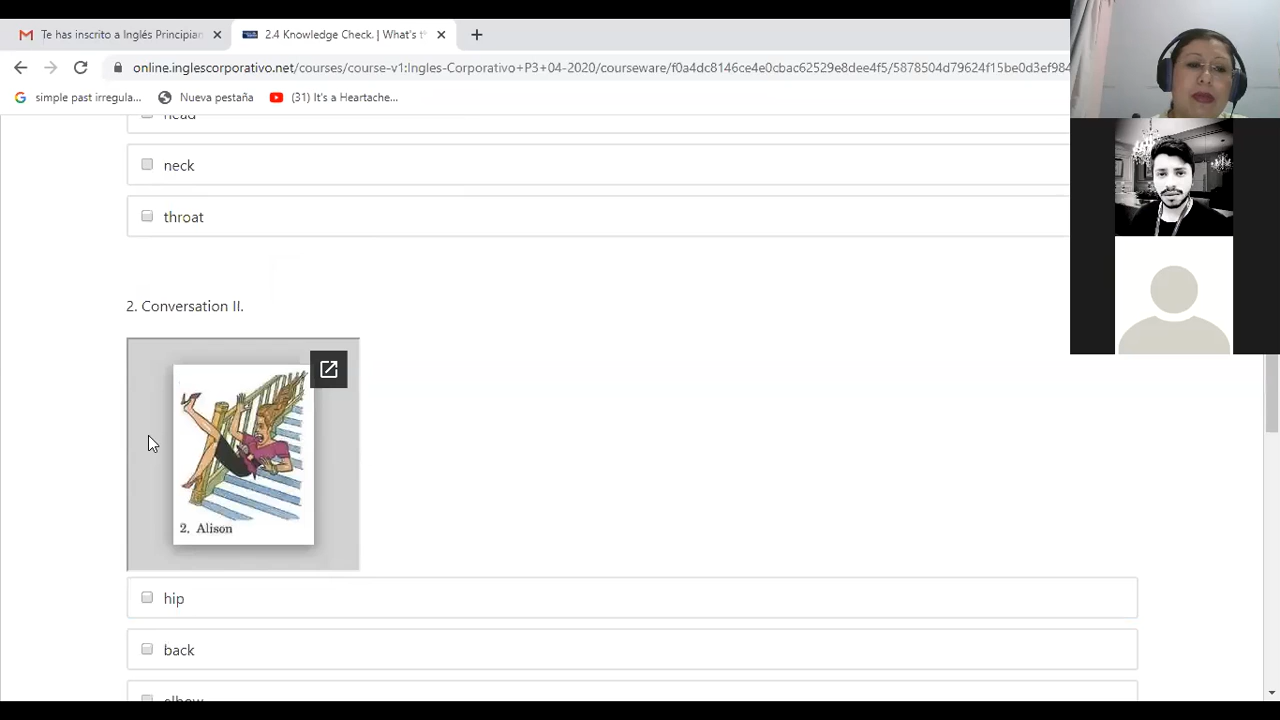 Te has inscrito a Inglés Principian
2.4 Knowledge Check. | What's t
online.inglescorporativo.net/courses/course-v1:Ingles-Corporativo+P3+04-2020/courseware/f0a4dc8146ce4e0cbac62529e8dee4f5/5878504d79624f15be0d3ef984
simple past irregula...
Nueva pestaña
(31) It's a Heartache...
head
neck
throat
2. Conversation II.
2. Alison
hip
back
elbow